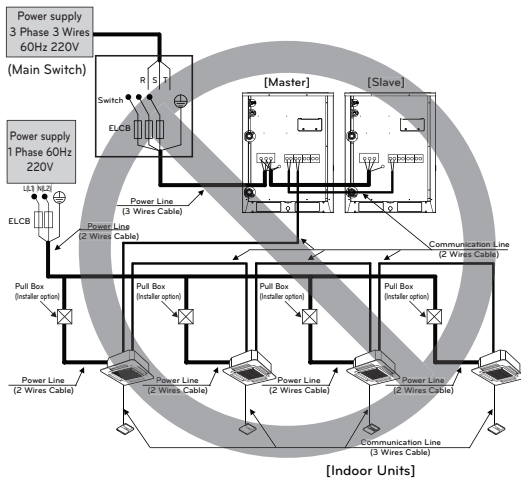 Power supply
3 Phase 3 Wires
60Hz 220V
(Main Switch)
R S T
Switch
ELCB
[Master]
[Slave]
Power supply
1 Phase 60Hz
220V
L(L1) N(L2)
ELCB
Power Line
(2 Wires Cable)
Power Line
(3 Wires Cable)
Communication Line
(2 Wires Cable)
Pull Box
(Installer option)
Pull Box
(Installer option)
Pull Box
(Installer option)
Pull Box
(Installer option)
Power Line
(2 Wires Cable)
Power Line
(2 Wires Cable)
Power Line
(2 Wires Cable)
Power Line
(2 Wires Cable)
Communication Line
(3 Wires Cable)
[Indoor Units]